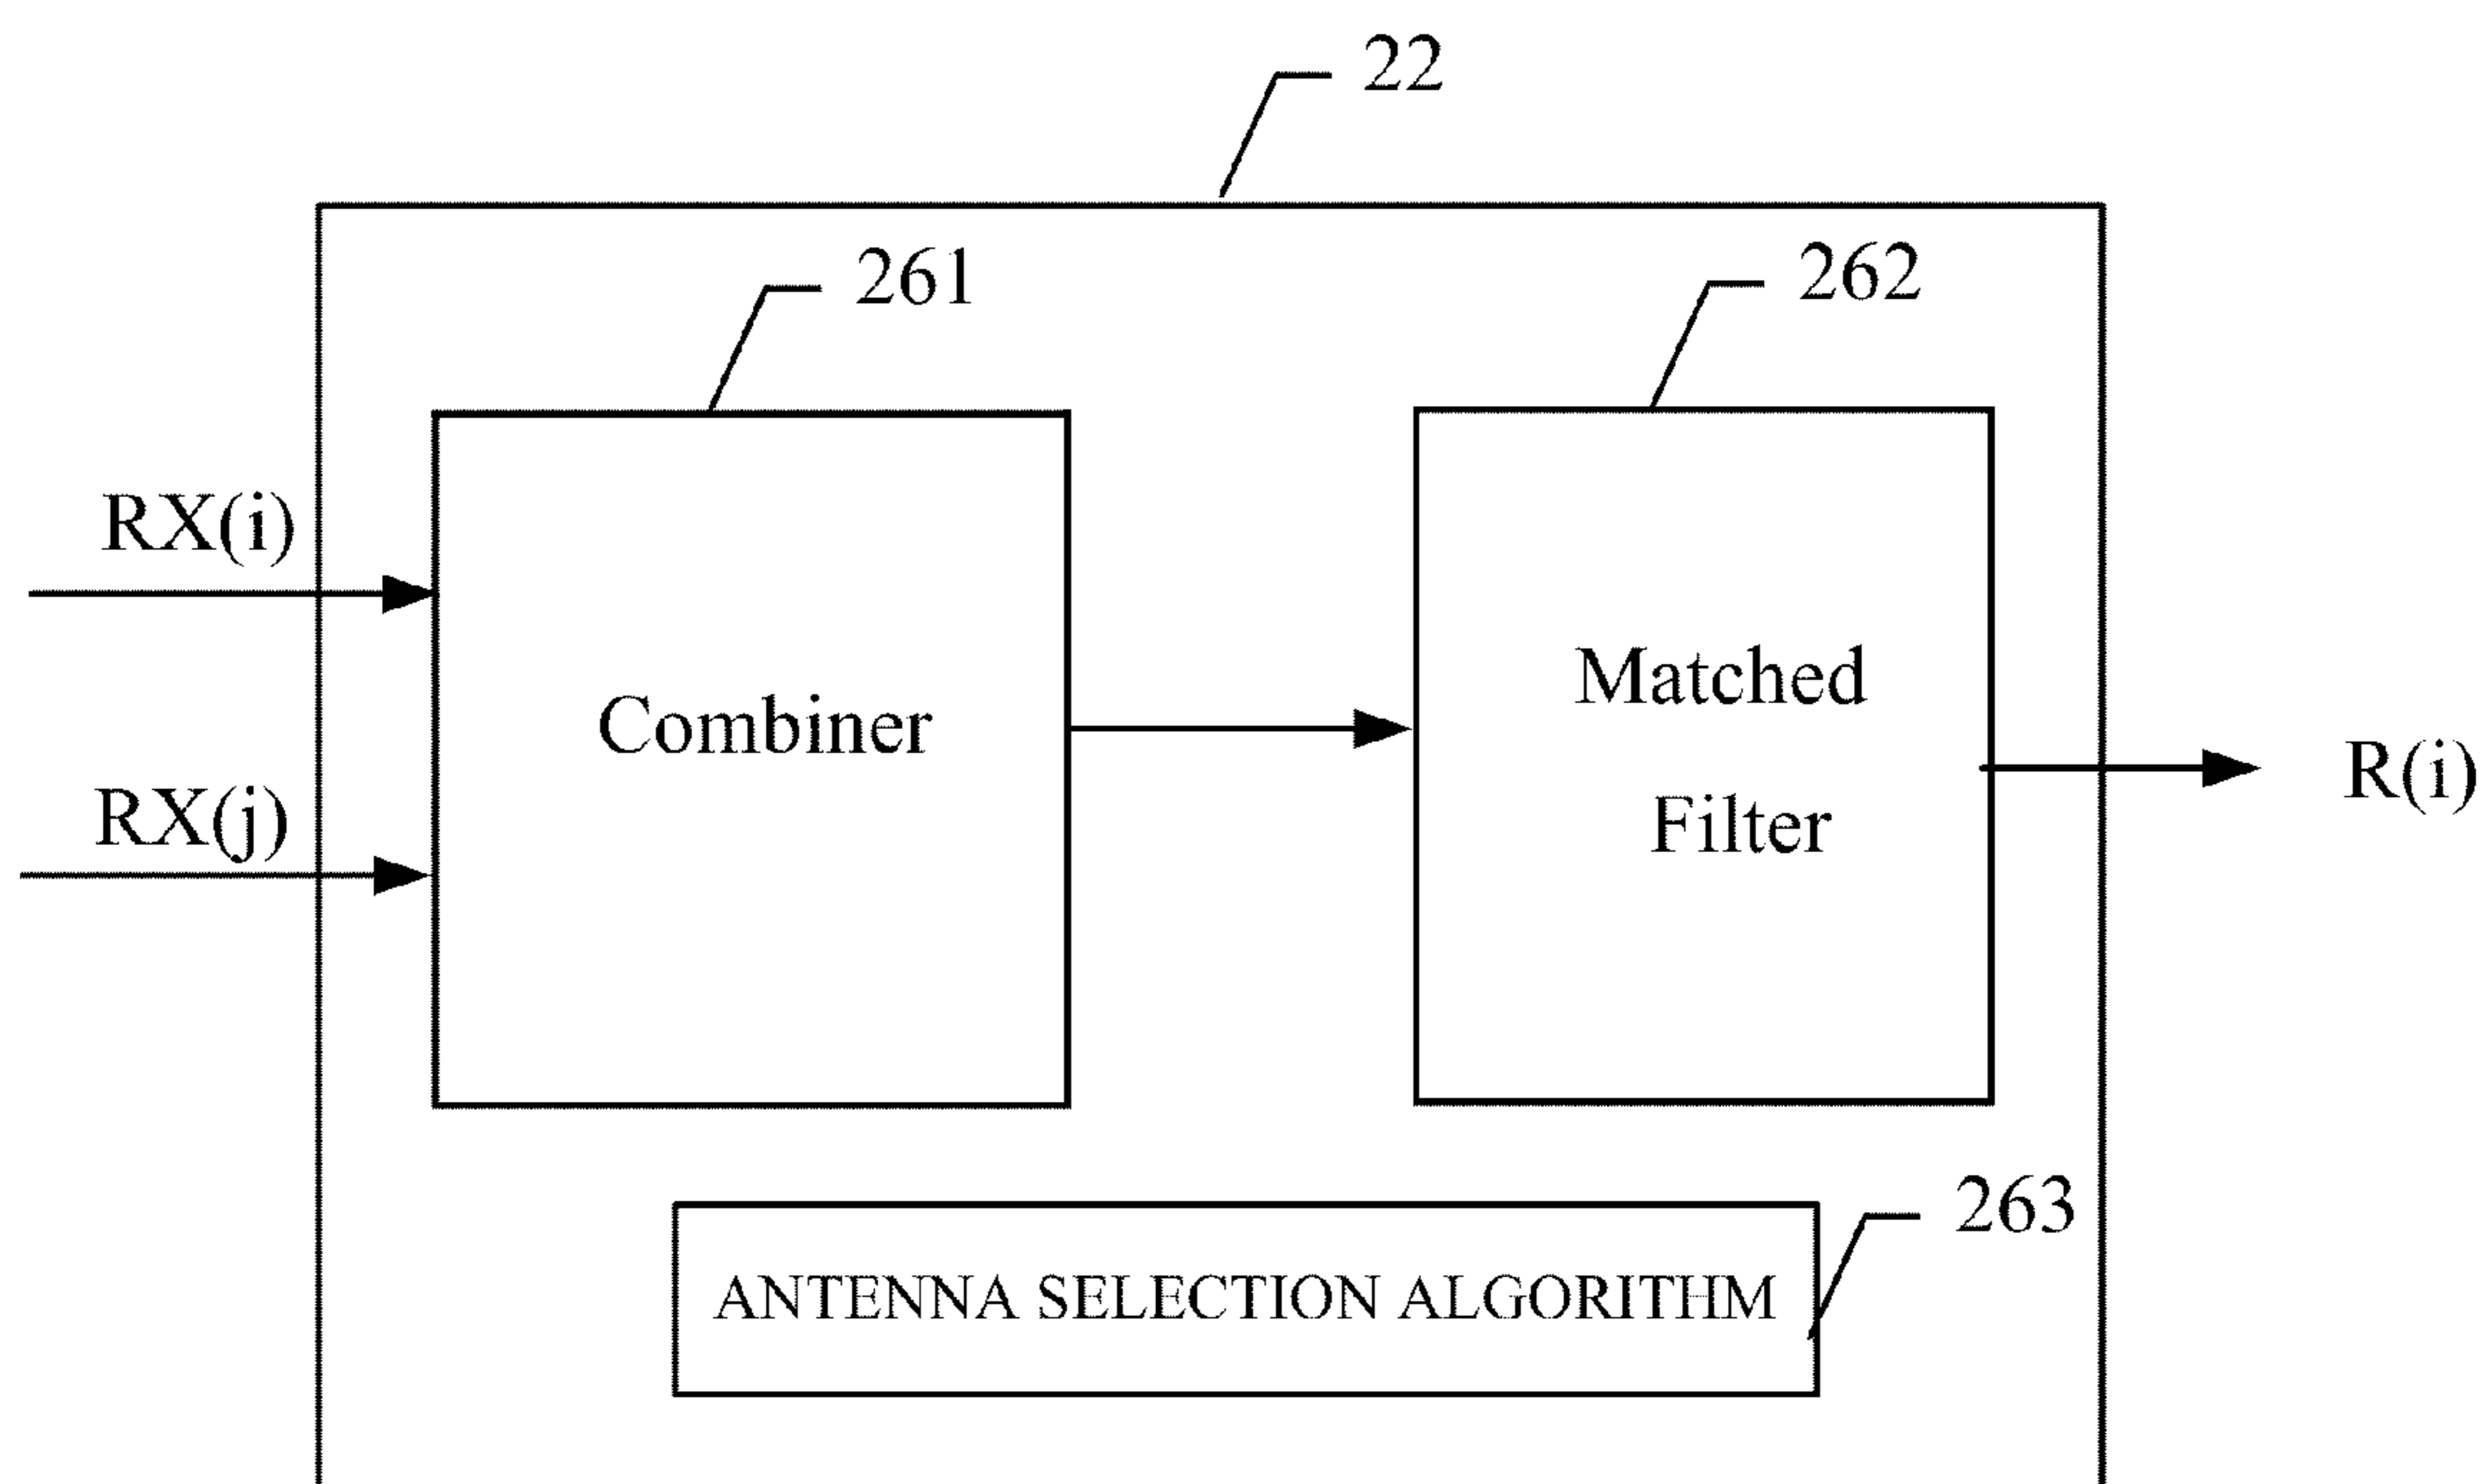 22
261
262
RX(i)
Combiner
Matched
Filter
RX(j)
R(i)
263
ANTENNA SELECTION ALGORITHM